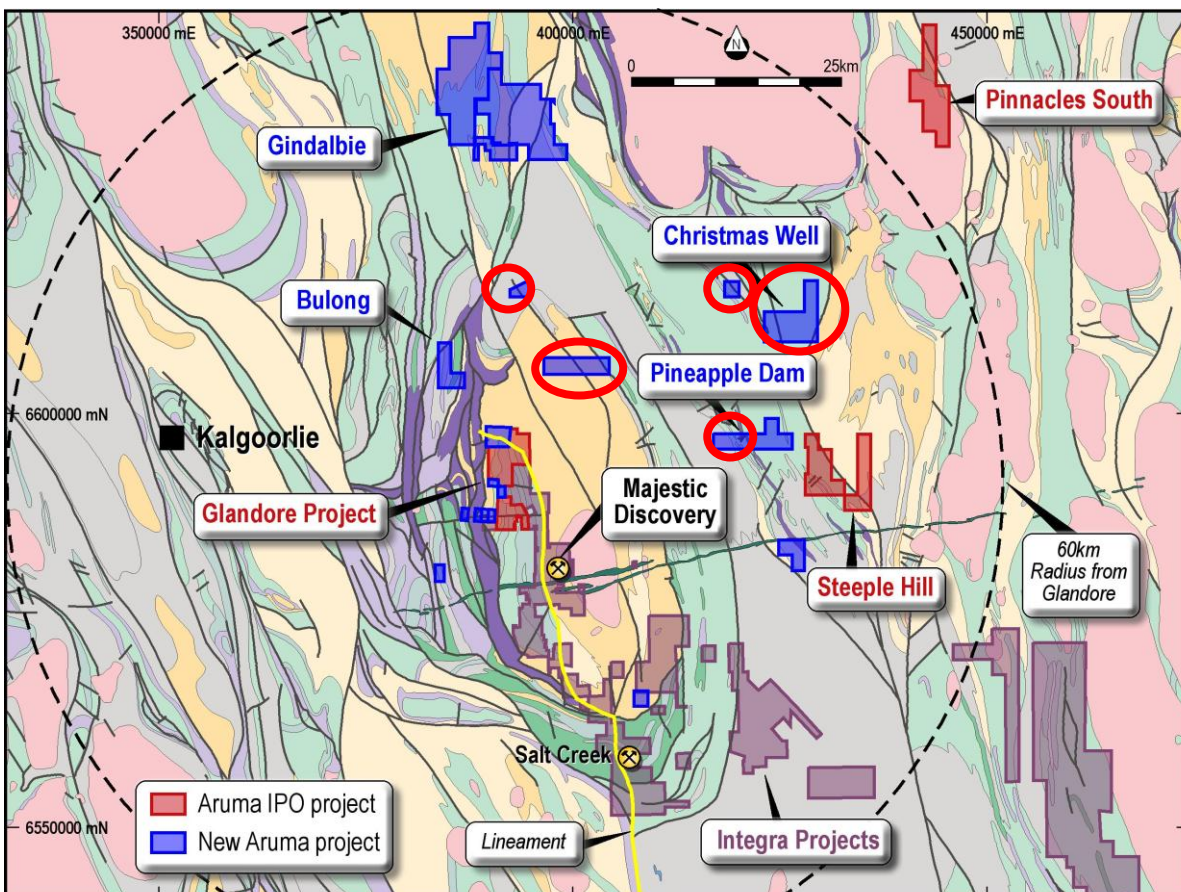 350000 mE
400000 mE
450000 mE
N
0
25km
Pinnacles South
Gindalbie
Christmas Well
Bulong
Pineapple Dam
6600000 mN
Kalgoorlie
Majestic
Discovery
Glandore Project
60km
Radius from
Glandore
Steeple Hill
Salt Creek
Aruma IPO project
New Aruma project
6550000 mN
Lineament
Integra Projects